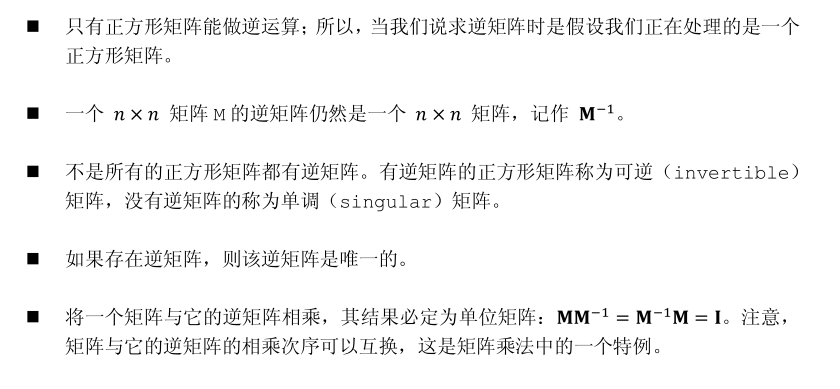 ■ 只有正方形矩阵能做逆运算；所以，当我们说求逆矩阵时是假设我们正在处理的是一个
正方形矩阵。
■ 一个 n×n 矩阵 M 的逆矩阵仍然是一个 n×n 矩阵，记作 M⁻¹。
■ 不是所有的正方形矩阵都有逆矩阵。有逆矩阵的正方形矩阵称为可逆（invertible）
矩阵，没有逆矩阵的称为单调（singular）矩阵。
■ 如果存在逆矩阵，则该逆矩阵是唯一的。
■ 将一个矩阵与它的逆矩阵相乘，其结果必定为单位矩阵：MM⁻¹ = M⁻¹M = I。注意，
矩阵与它的逆矩阵的相乘次序可以互换，这是矩阵乘法中的一个特例。